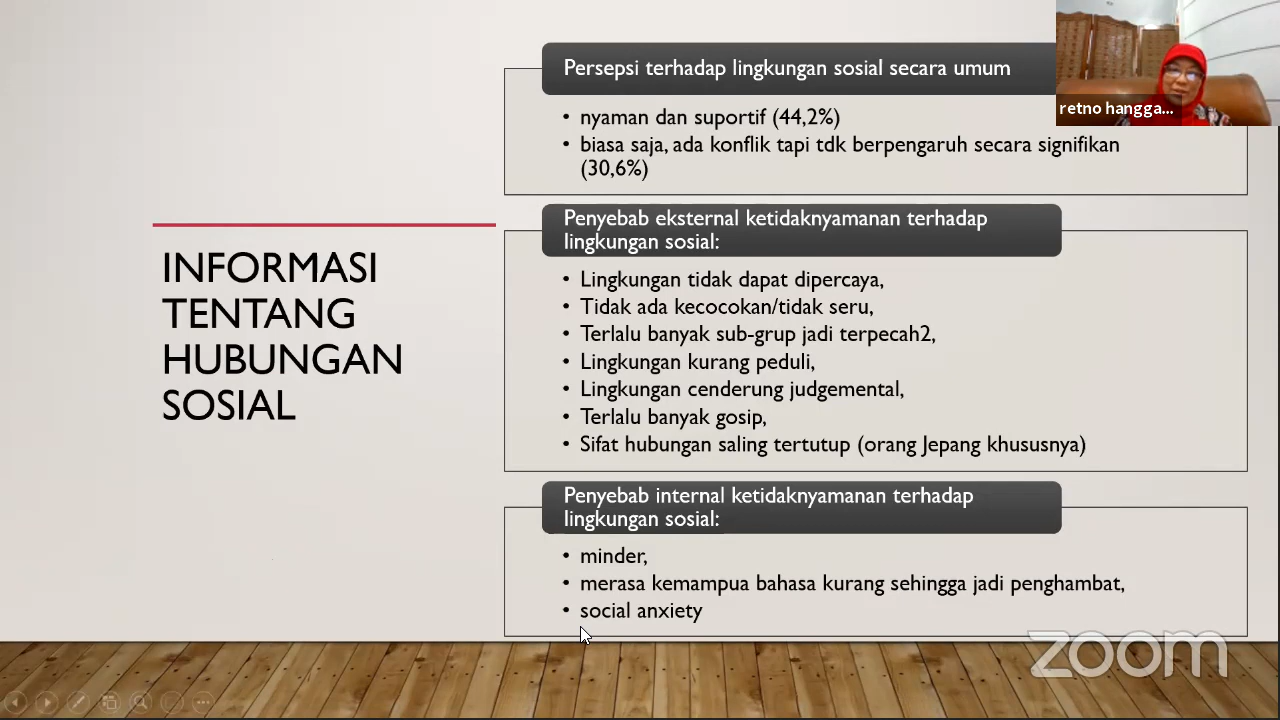 INFORMASI
TENTANG
HUBUNGAN
SOSIAL
Persepsi terhadap lingkungan sosial secara umum
• nyaman dan suportif (44,2%)
• biasa saja, ada konflik tapi tdk berpengaruh secara signifikan
(30,6%)
Penyebab eksternal ketidaknyamanan terhadap
lingkungan sosial:
• Lingkungan tidak dapat dipercaya,
• Tidak ada kecocokan/tidak seru,
• Terlalu banyak sub-grup jadi terpecah2,
• Lingkungan kurang peduli,
• Lingkungan cenderung judgemental,
• Terlalu banyak gosip,
• Sifat hubungan saling tertutup (orang Jepang khususnya)
Penyebab internal ketidaknyamanan terhadap
lingkungan sosial:
• minder,
• merasa kemampua bahasa kurang sehingga jadi penghambat,
• social anxiety
retno hangga...
zoom